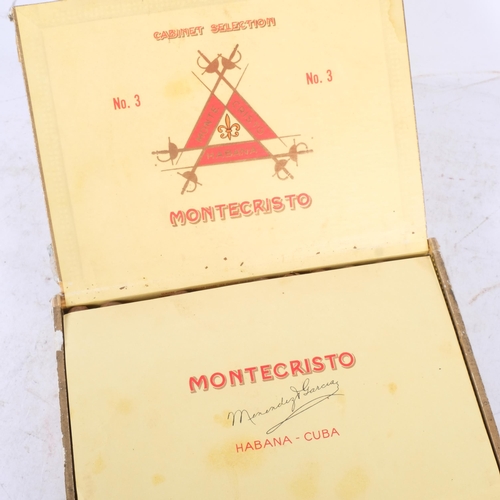 CABINET SELECTION
No. 3
No. 3
MONTECRISTO
MONTECRISTO
Menendez y Garcia
HABANA - CUBA